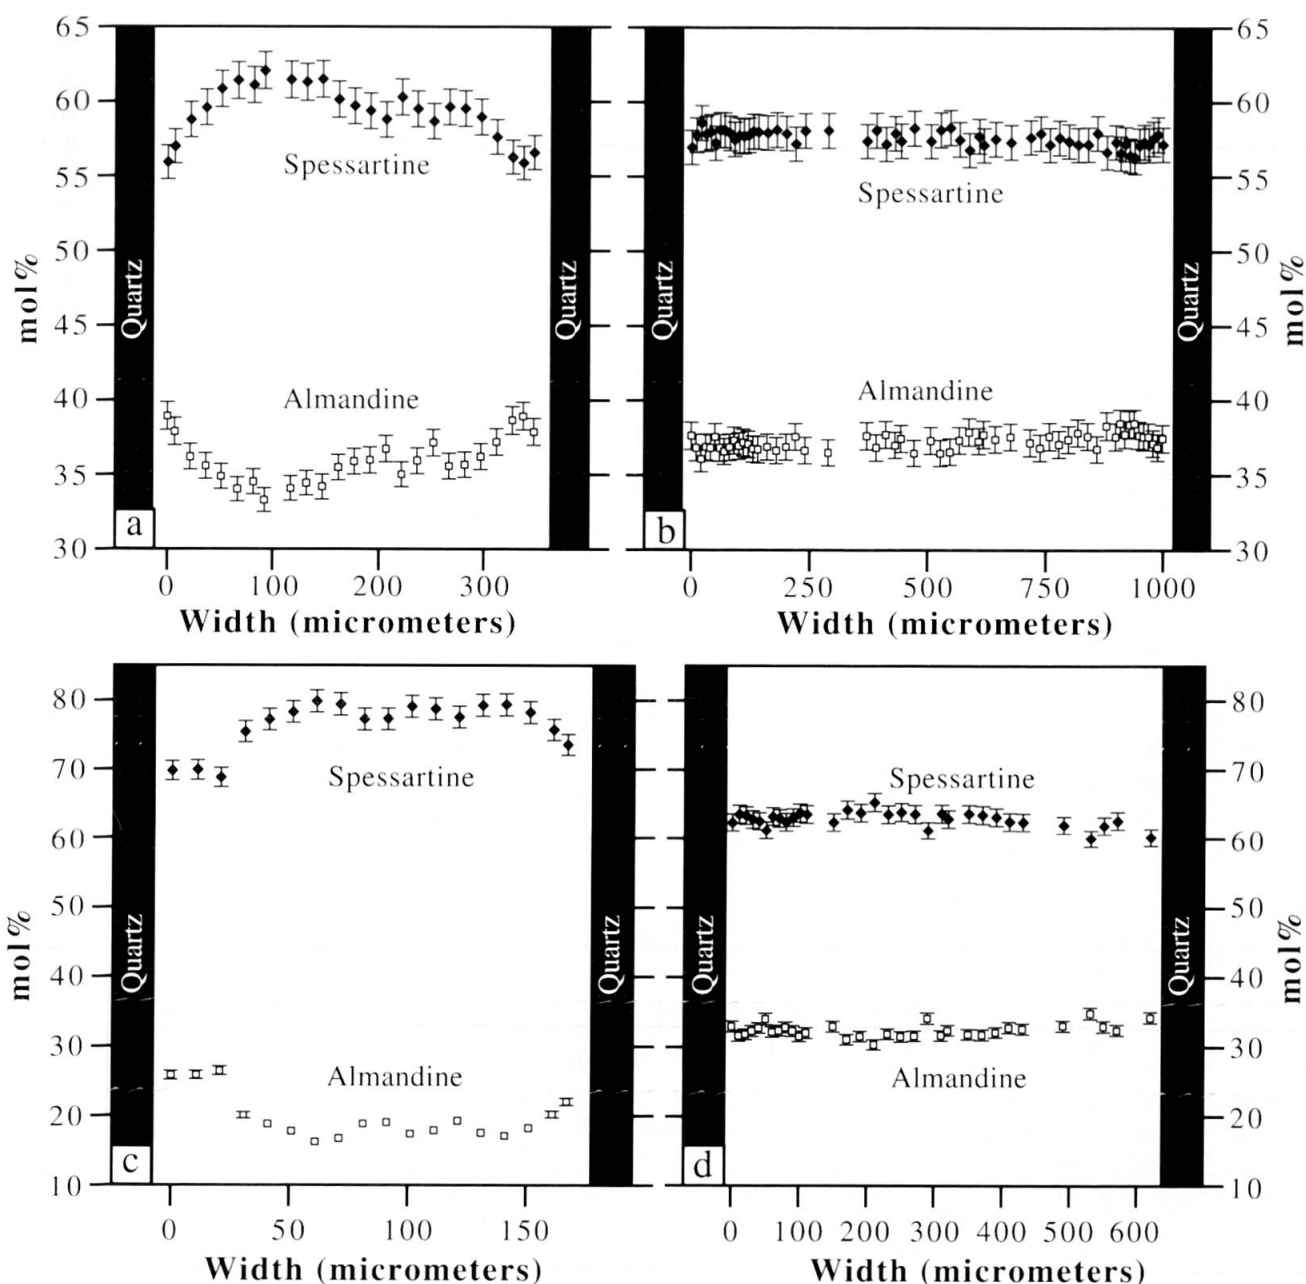 65
60
55
50
45
40
35
30
mol%
Quartz
Spessartine
Almandine
Quartz
a
0 100 200 300
Width (micrometers)
Quartz
Spessartine
Almandine
Quartz
b
65
60
55
50
45
40
35
30
mol%
0 250 500 750 1000
Width (micrometers)
80
70
60
50
40
30
20
10
mol%
Quartz
Spessartine
Almandine
Quartz
c
0 50 100 150
Width (micrometers)
Quartz
Spessartine
Almandine
Quartz
d
80
70
60
50
40
30
20
10
mol%
0 100 200 300 400 500 600
Width (micrometers)